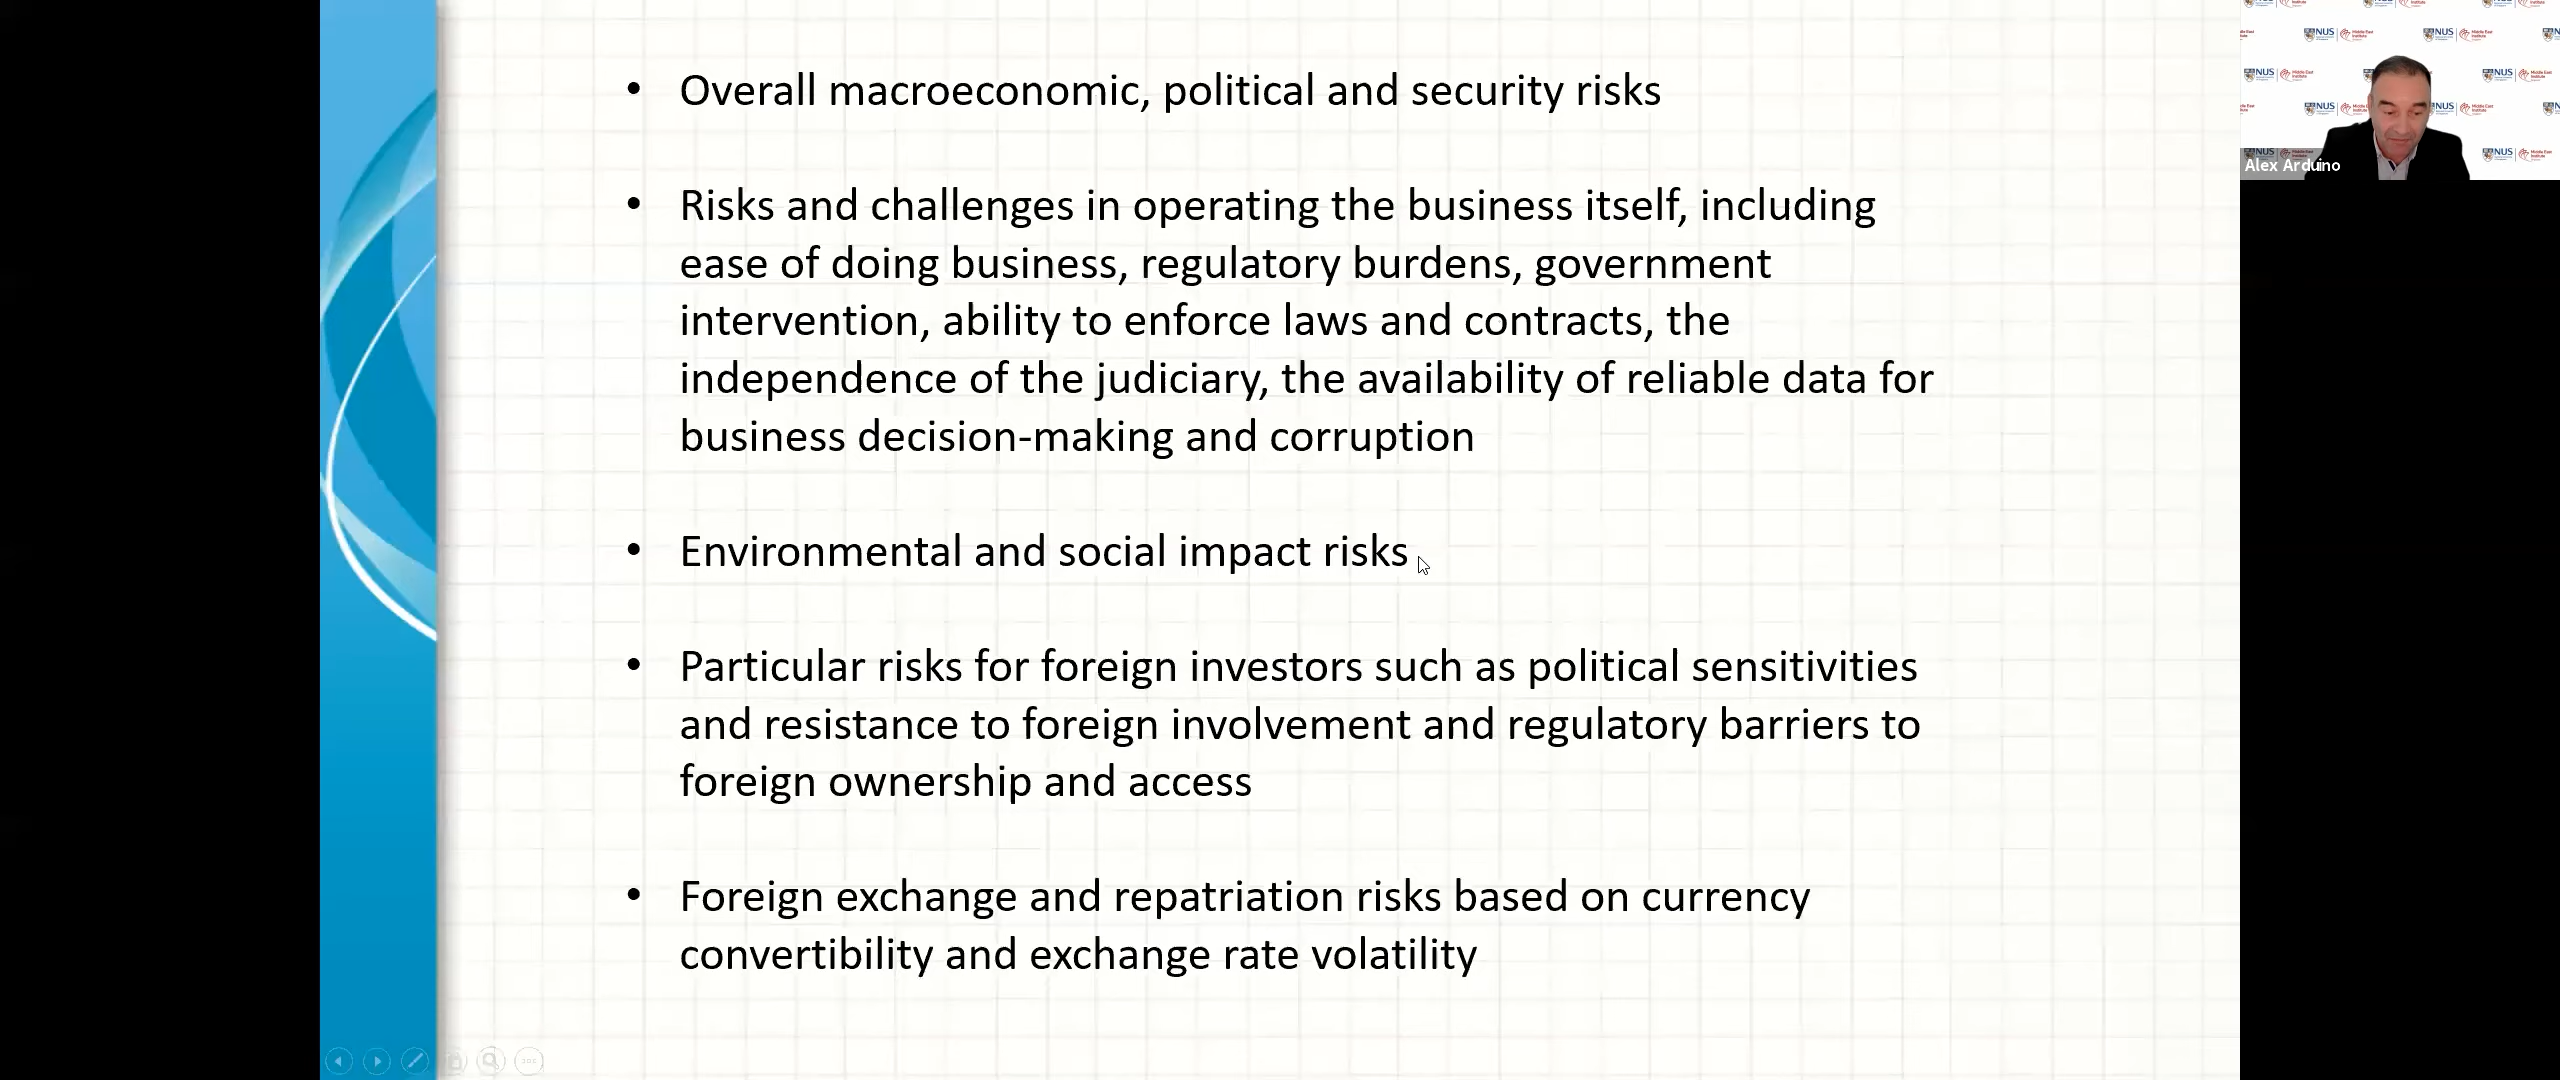 • Overall macroeconomic, political and security risks
• Risks and challenges in operating the business itself, including
ease of doing business, regulatory burdens, government
intervention, ability to enforce laws and contracts, the
independence of the judiciary, the availability of reliable data for
business decision-making and corruption
• Environmental and social impact risks
• Particular risks for foreign investors such as political sensitivities
and resistance to foreign involvement and regulatory barriers to
foreign ownership and access
• Foreign exchange and repatriation risks based on currency
convertibility and exchange rate volatility
NUS Middle East Institute
Alex Arduino